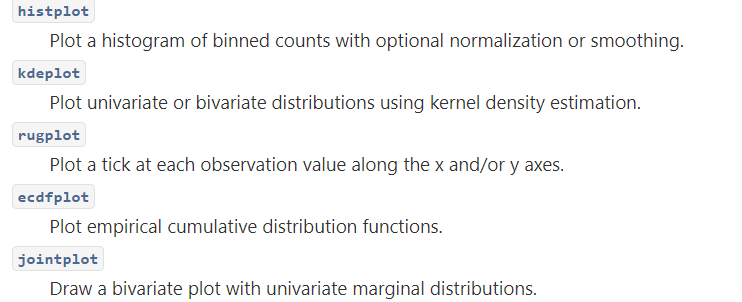 histplot
Plot a histogram of binned counts with optional normalization or smoothing.
kdeplot
Plot univariate or bivariate distributions using kernel density estimation.
rugplot
Plot a tick at each observation value along the x and/or y axes.
ecdfplot
Plot empirical cumulative distribution functions.
jointplot
Draw a bivariate plot with univariate marginal distributions.